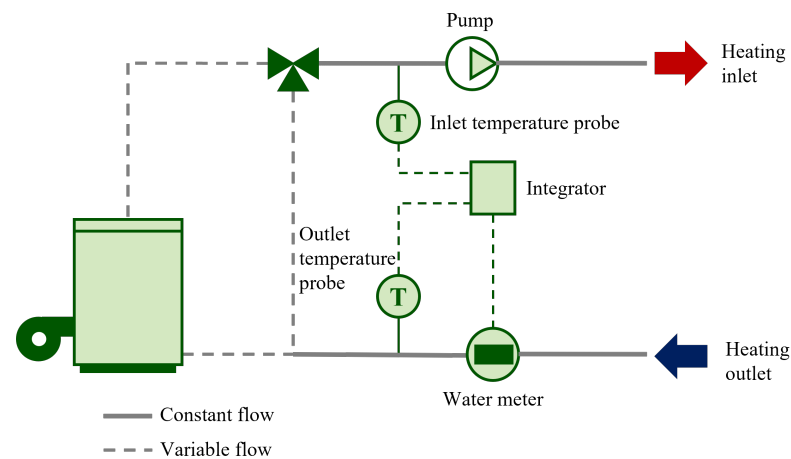 Pump
Heating
inlet
T
Inlet temperature probe
Integrator
Outlet
temperature
probe
T
Heating
outlet
Water meter
Constant flow
Variable flow